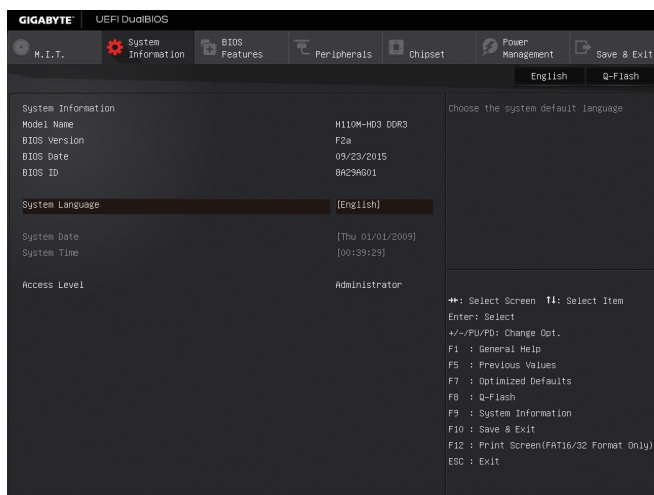 GIGABYTE™ UEFI DualBIOS
M.I.T. System Information BIOS Features Peripherals Chipset Power Management Save & Exit
English Q-Flash
System Information
Model Name H110M-HD3 DDR3
BIOS Version F2a
BIOS Date 09/23/2015
BIOS ID 8A29AG01
System Language [English]
System Date [Thu 01/01/2009]
System Time [00:39:29]
Access Level Administrator
Choose the system default language
→←: Select Screen ↑↓: Select Item
Enter: Select
+/-/PU/PD: Change Opt.
F1 : General Help
F5 : Previous Values
F7 : Optimized Defaults
F8 : Q-Flash
F9 : System Information
F10 : Save & Exit
F12 : Print Screen(FAT16/32 Format Only)
ESC : Exit